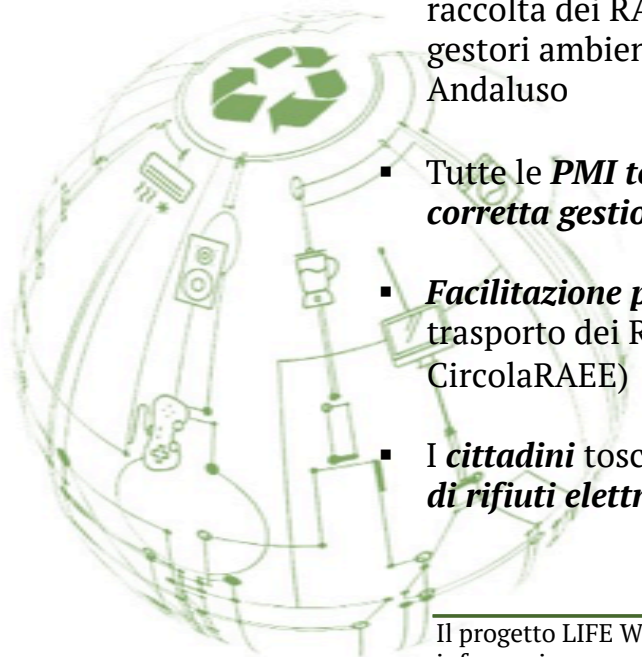 raccolta dei RA
gestori ambien
Andaluso
▪ Tutte le PMI to
corretta gestio
▪ Facilitazione p
trasporto dei R
CircolaRAEE)
▪ I cittadini tosc
di rifiuti elettr
Il progetto LIFE W